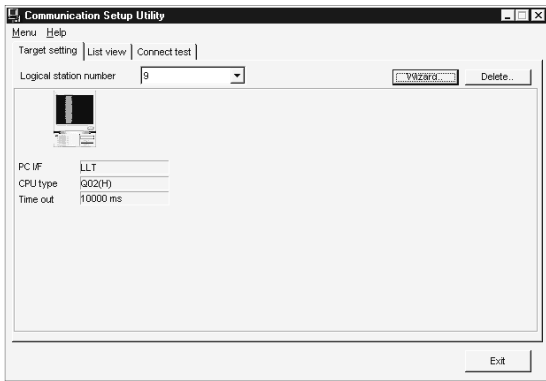 Communication Setup Utility
Menu Help
Target setting List view Connect test
Logical station number 9 Wizard... Delete..
PC I/F LLT
CPU type Q02(H)
Time out 10000 ms
Exit